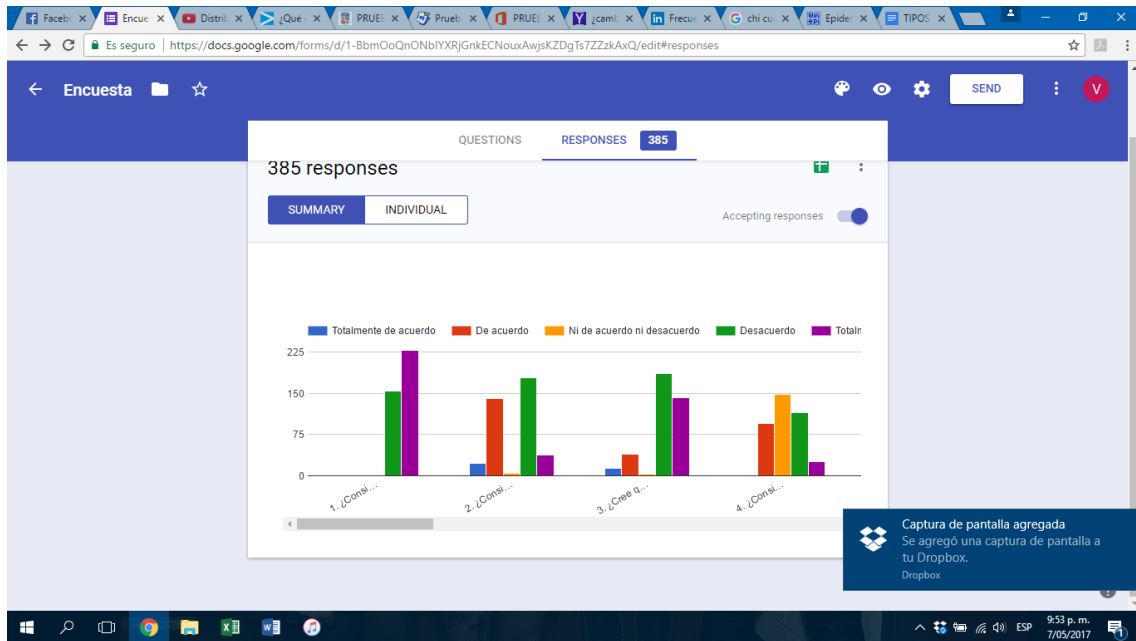 Facebo
Encues
Distrib
¿Qué e
PRUEB
Prueb
PRUEB
¿camb
Frecue
chi cu
Epider
TIPOS
Es seguro | https://docs.google.com/forms/d/1-BbmOoQnONbIYXRjGnkECNouxAwjsKZDgTs7ZZzkAxQ/edit#responses
Encuesta
SEND
V
QUESTIONS RESPONSES 385
385 responses
SUMMARY INDIVIDUAL
Accepting responses
Totalmente de acuerdo De acuerdo Ni de acuerdo ni desacuerdo Desacuerdo Totaln
225
150
75
0
1. ¿Consi...
2. ¿Consi...
3. ¿Cree q...
4. ¿Consi...
Captura de pantalla agregada
Se agregó una captura de pantalla a
tu Dropbox.
Dropbox
ESP
9:53 p. m.
7/05/2017